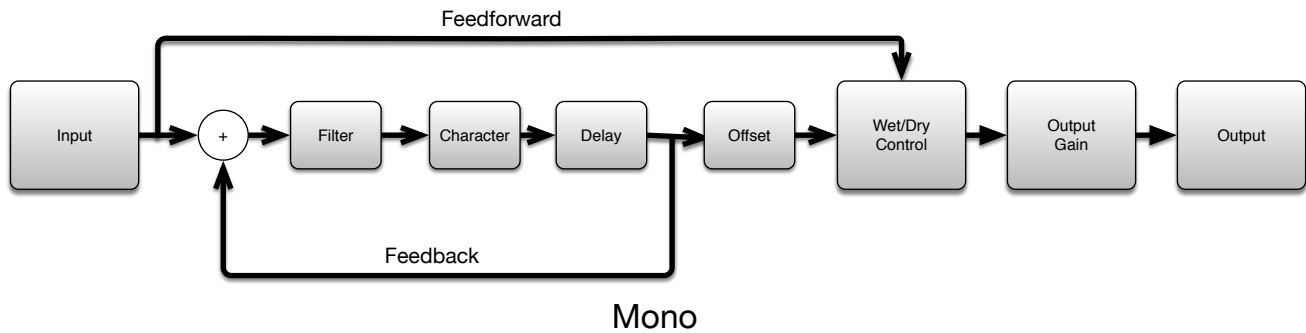 Feedforward
Input
+
Filter
Character
Delay
Offset
Wet/Dry
Control
Output
Gain
Output
Feedback
Mono